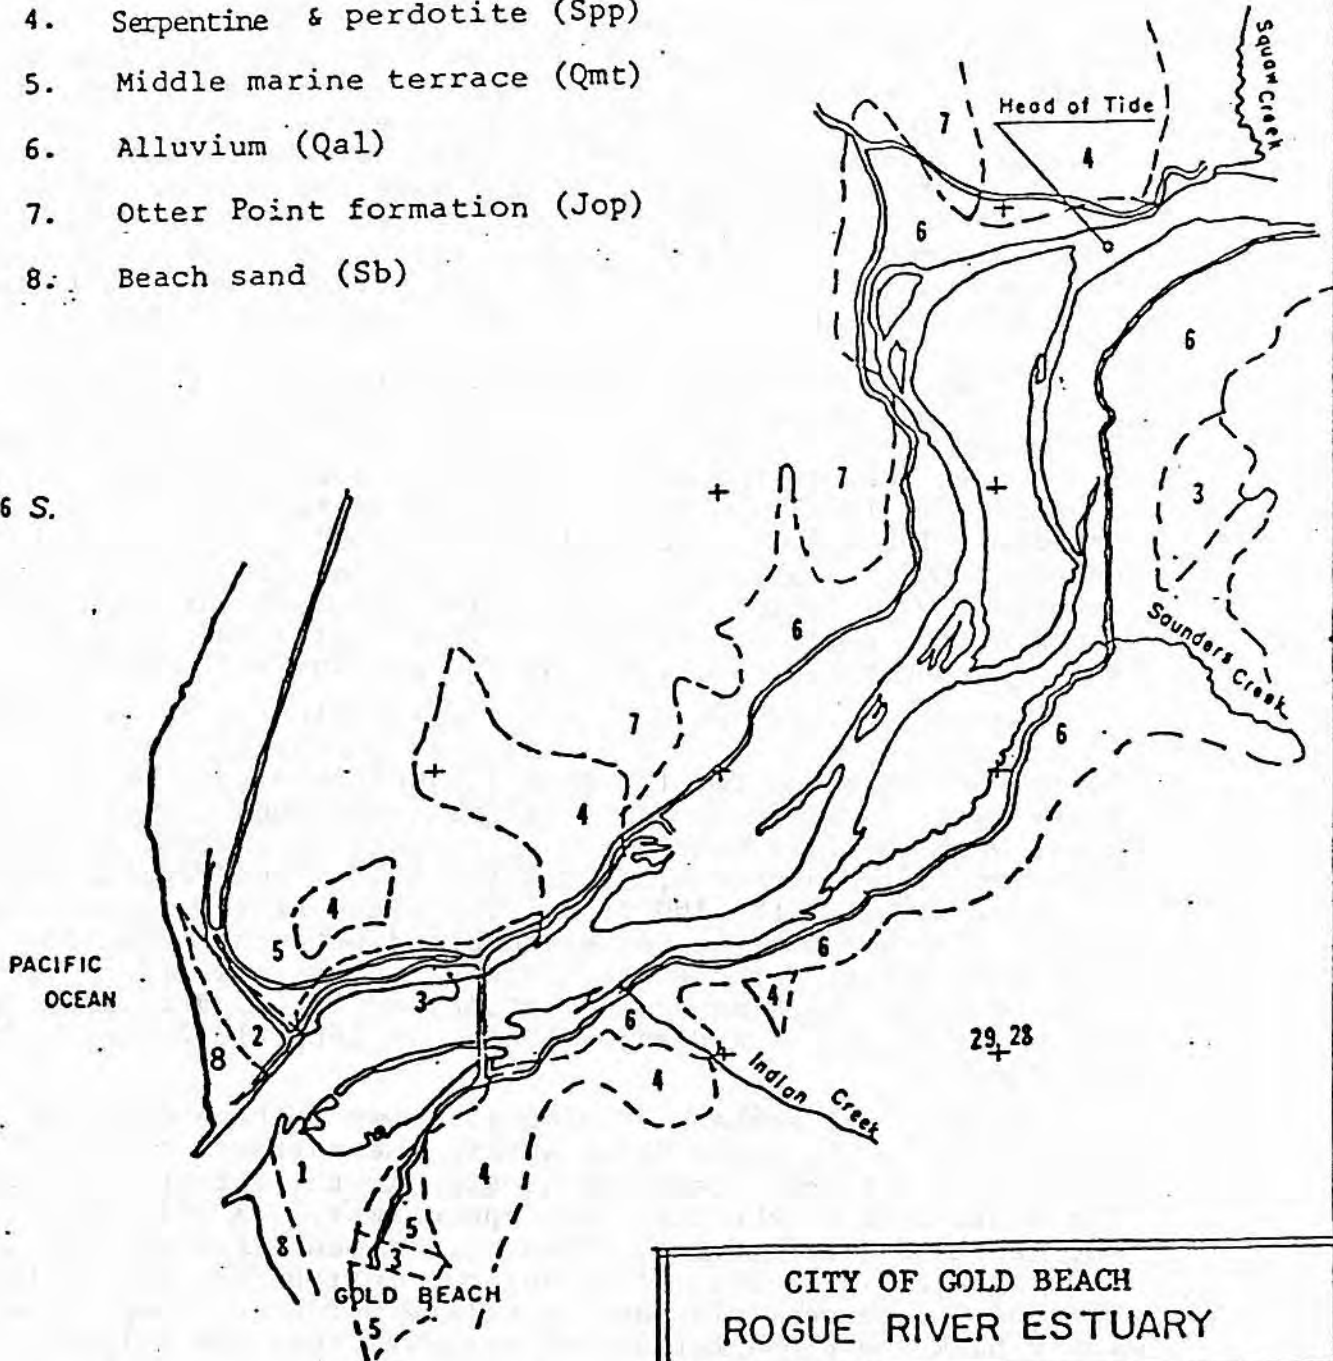 4. Serpentine & perdotite (Spp)
5. Middle marine terrace (Qmt)
6. Alluvium (Qal)
7. Otter Point formation (Jop)
8. Beach sand (Sb)
Squaw Creek
Head of Tide
7
4
6
6
7
3
6 S.
6
Saunders Creek
7
6
4
4
5
6
PACIFIC
OCEAN
3
4
2
8
6
29 28
4
Indian Creek
1
4
5
8
3
GOLD BEACH
5
CITY OF GOLD BEACH
ROGUE RIVER ESTUARY